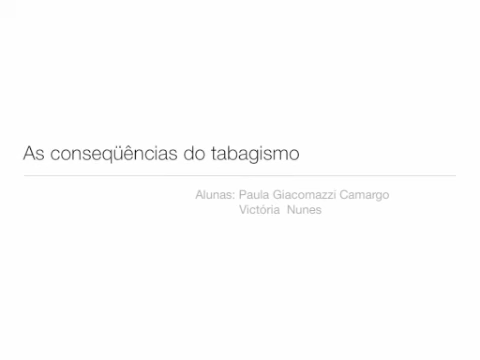 As conseqüências do tabagismo
Alunas: Paula Giacomazzi Camargo
Victória Nunes